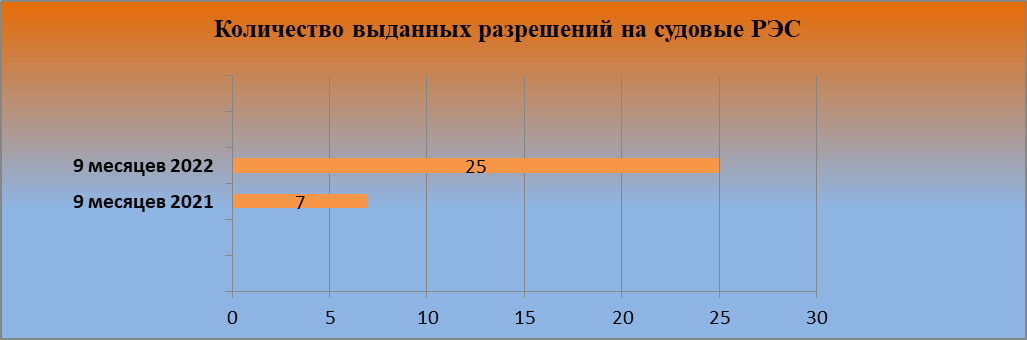 Количество выданных разрешений на судовые РЭС
9 месяцев 2022
25
9 месяцев 2021
7
0 5 10 15 20 25 30